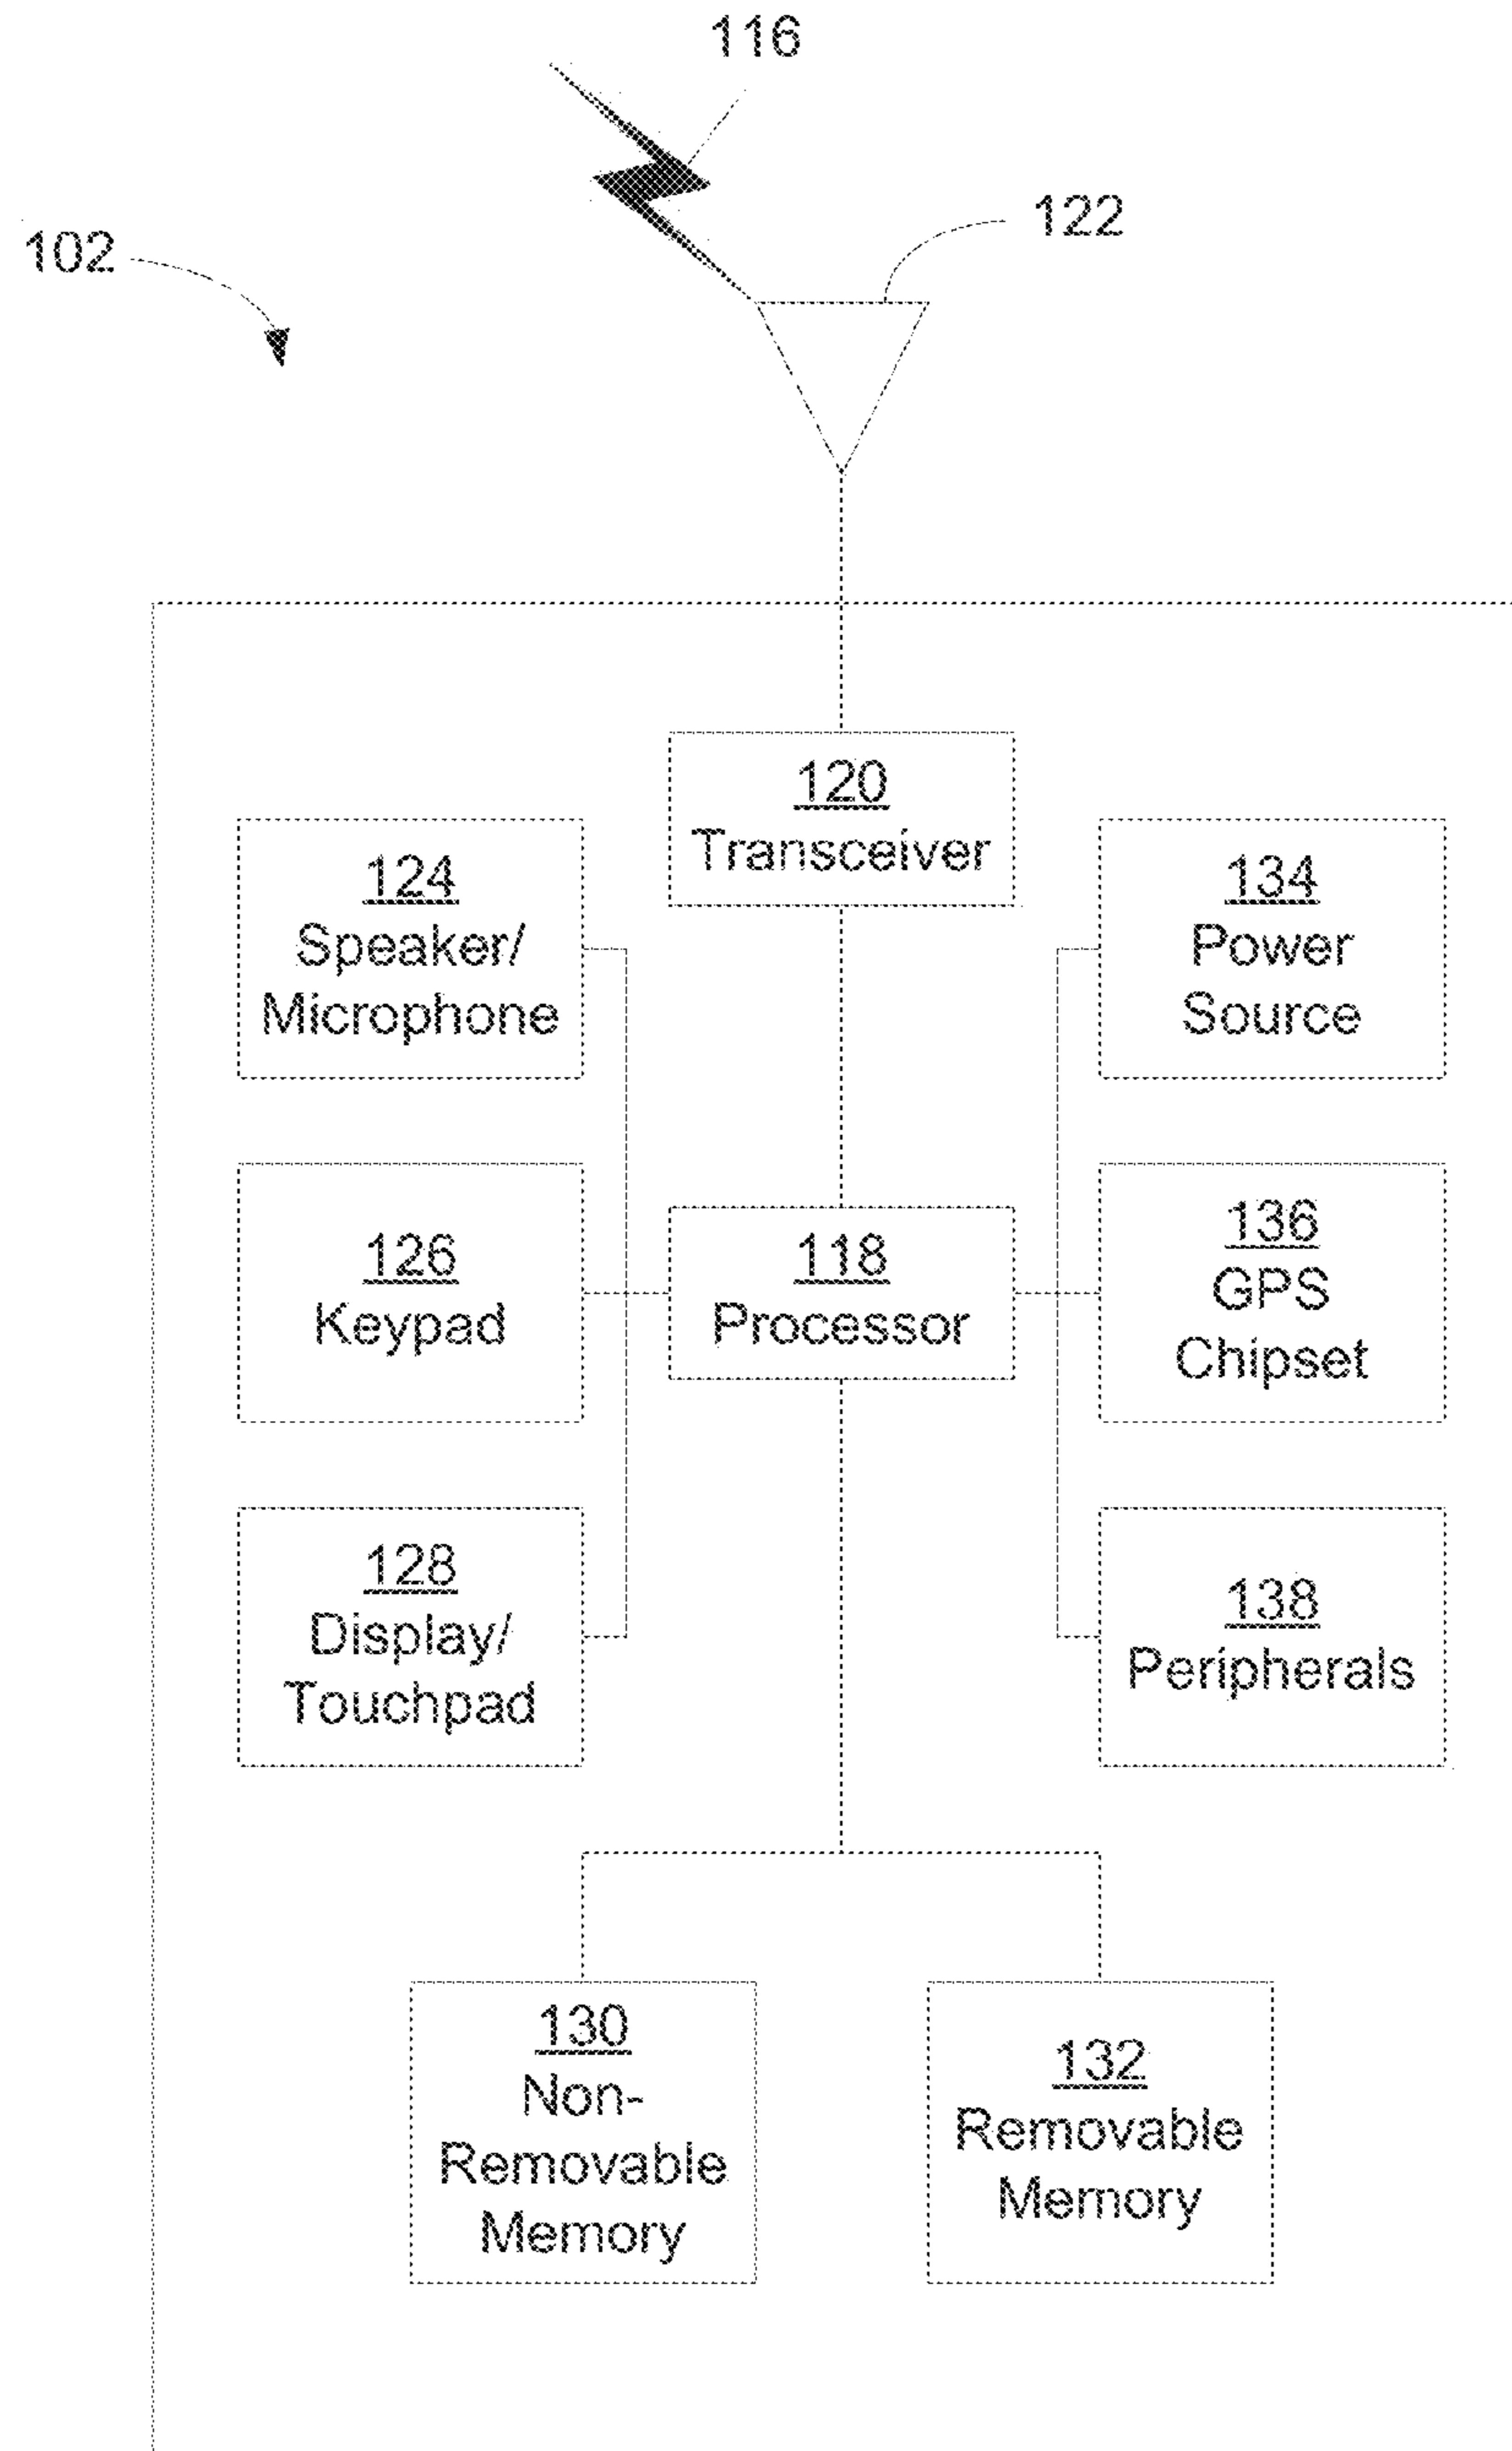 116
122
102
120
Transceiver
124
Speaker/
Microphone
134
Power
Source
126
Keypad
118
Processor
136
GPS
Chipset
128
Display/
Touchpad
138
Peripherals
130
Non-
Removable
Memory
132
Removable
Memory